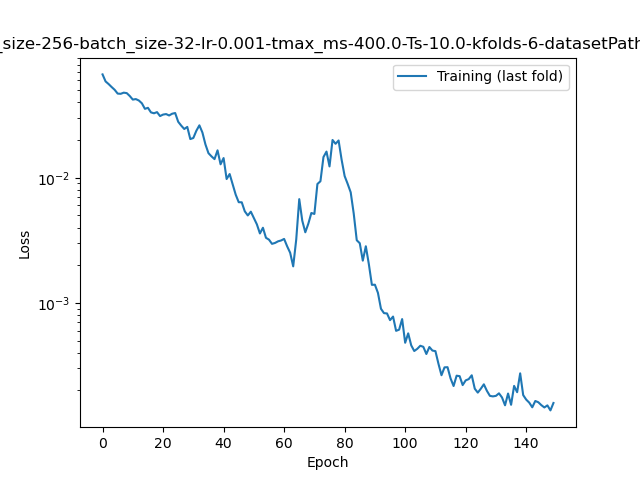 _size-256-batch_size-32-lr-0.001-tmax_ms-400.0-Ts-10.0-kfolds-6-datasetPath
Training (last fold)
Loss
10⁻²
10⁻³
0 20 40 60 80 100 120 140
Epoch